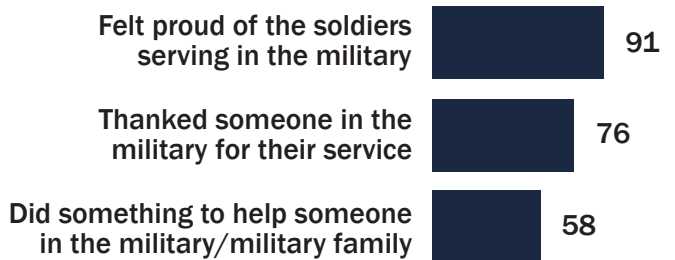 Felt proud of the soldiers
serving in the military
91
Thanked someone in the
military for their service
76
Did something to help someone
in the military/military family
58